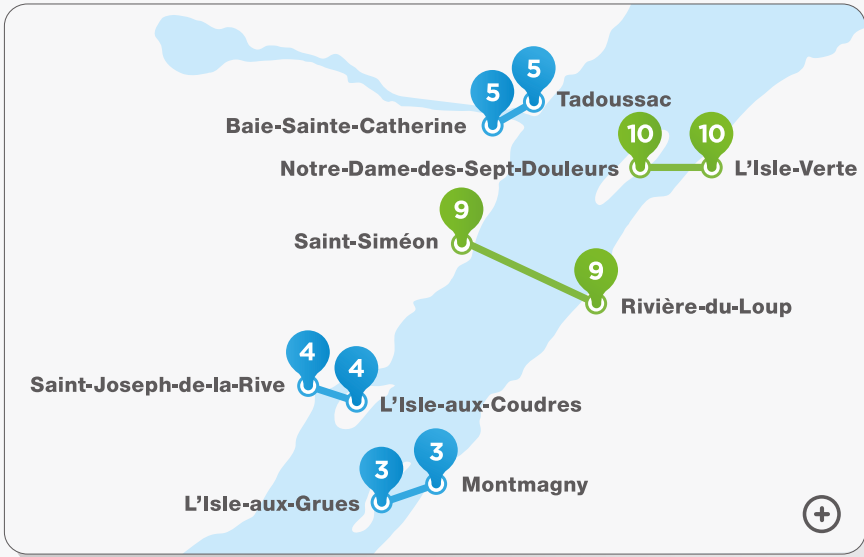 5
5
Tadoussac
Baie-Sainte-Catherine
10
10
Notre-Dame-des-Sept-Douleurs
L'Isle-Verte
9
Saint-Siméon
9
Rivière-du-Loup
4
4
Saint-Joseph-de-la-Rive
L'Isle-aux-Coudres
3
3
Montmagny
L'Isle-aux-Grues